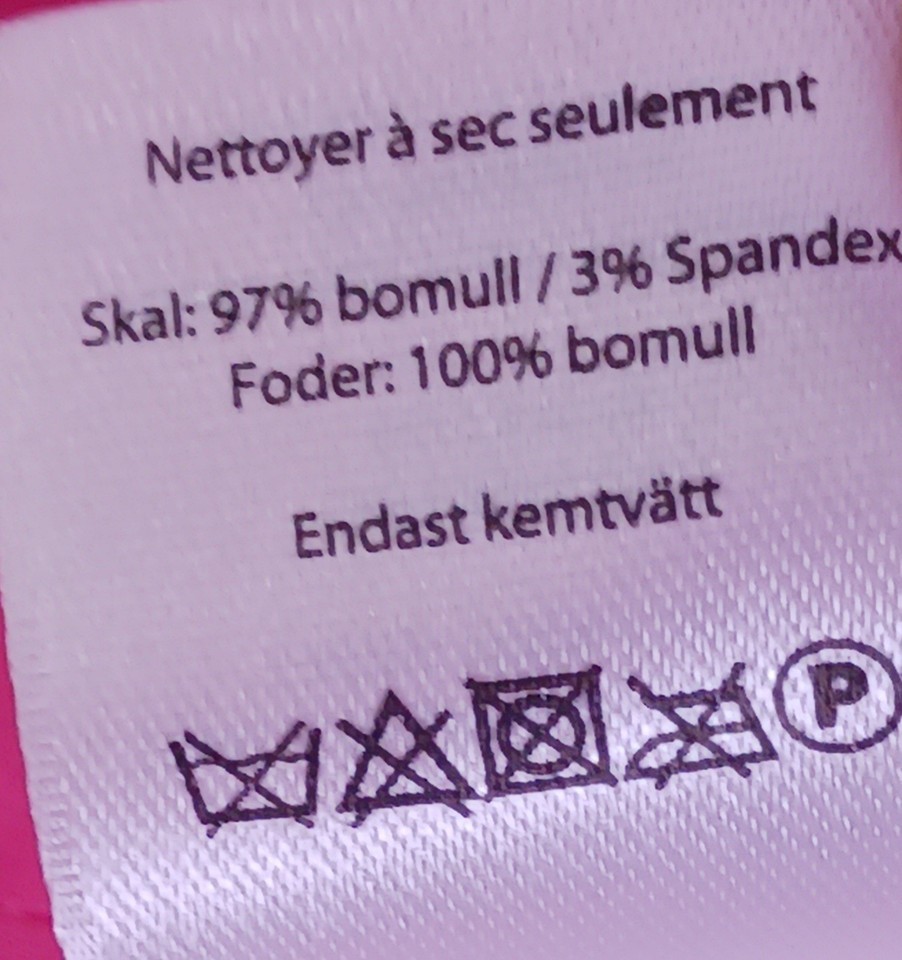 Nettoyer à sec seulement
Skal: 97% bomull / 3% Spandex
Foder: 100% bomull
Endast kemtvätt
P